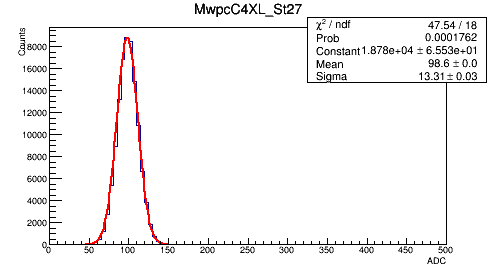 MwpcC4XL_St27
χ² / ndf 47.54 / 18
Prob 0.0001762
Constant 1.878e+04 ± 6.553e+01
Mean 98.6 ± 0.0
Sigma 13.31 ± 0.03
Counts
18000
16000
14000
12000
10000
8000
6000
4000
2000
0
0 50 100 150 200 250 300 350 400 450 500
ADC